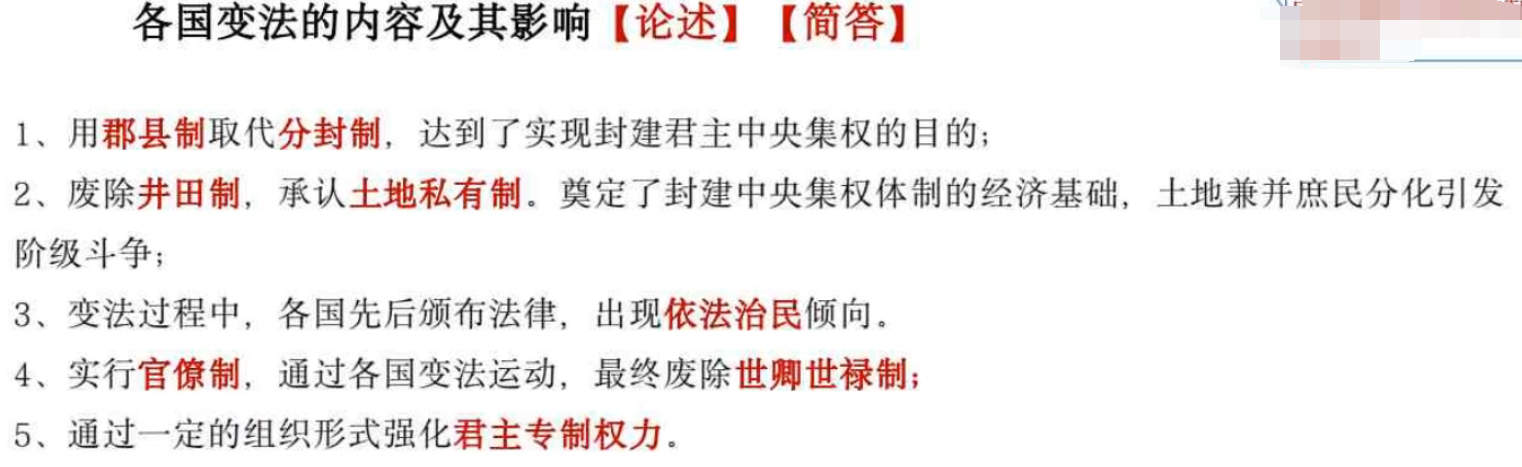 各国变法的内容及其影响【论述】【简答】
1、用郡县制取代分封制，达到了实现封建君主中央集权的目的；
2、废除井田制，承认土地私有制。奠定了封建中央集权体制的经济基础，土地兼并庶民分化引发
阶级斗争；
3、变法过程中，各国先后颁布法律，出现依法治民倾向。
4、实行官僚制，通过各国变法运动，最终废除世卿世禄制；
5、通过一定的组织形式强化君主专制权力。